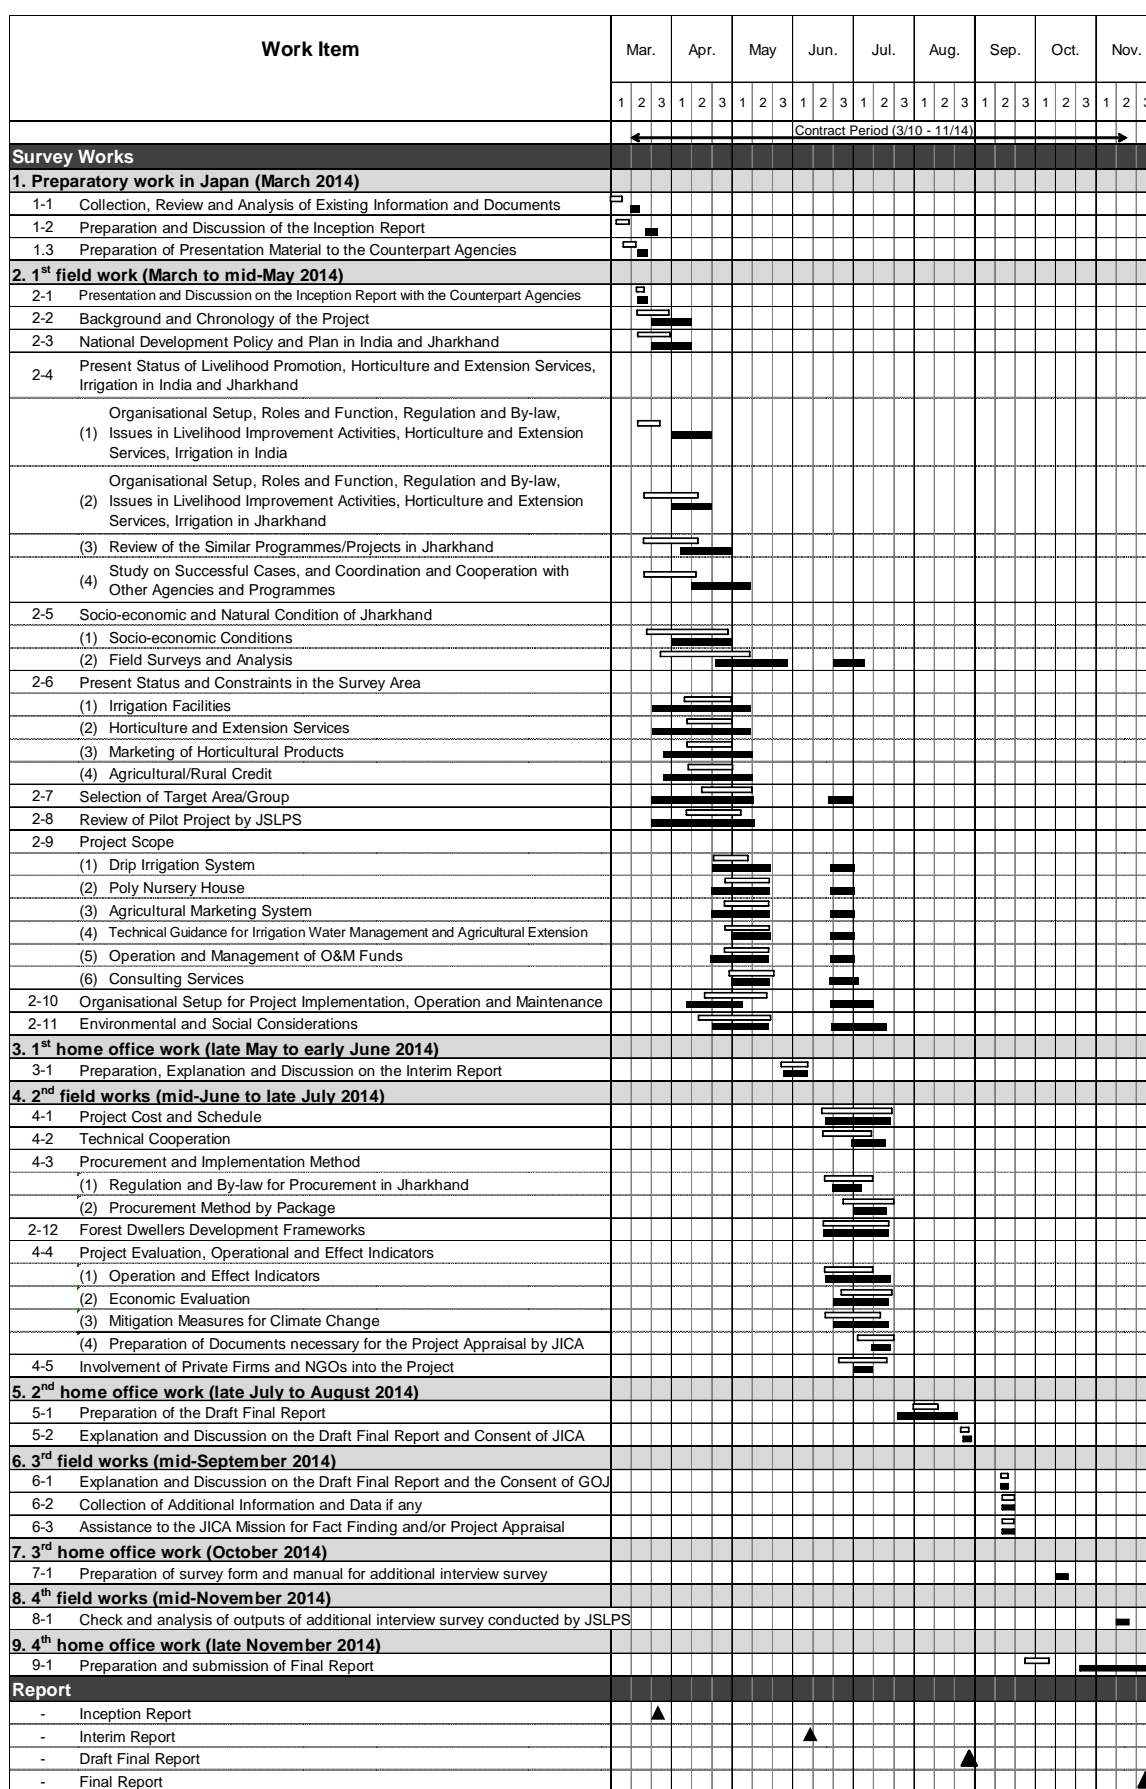 Work Item
Mar. Apr. May Jun. Jul. Aug. Sep. Oct. Nov.
1 2 3 1 2 3 1 2 3 1 2 3 1 2 3 1 2 3 1 2 3 1 2 3 1 2 3
Contract Period (3/10 - 11/14)
Survey Works
1. Preparatory work in Japan (March 2014)
1-1 Collection, Review and Analysis of Existing Information and Documents
1-2 Preparation and Discussion of the Inception Report
1.3 Preparation of Presentation Material to the Counterpart Agencies
2. 1st field work (March to mid-May 2014)
2-1 Presentation and Discussion on the Inception Report with the Counterpart Agencies
2-2 Background and Chronology of the Project
2-3 National Development Policy and Plan in India and Jharkhand
2-4 Present Status of Livelihood Promotion, Horticulture and Extension Services,
Irrigation in India and Jharkhand
Organisational Setup, Roles and Function, Regulation and By-law,
(1) Issues in Livelihood Improvement Activities, Horticulture and Extension
Services, Irrigation in India
Organisational Setup, Roles and Function, Regulation and By-law,
(2) Issues in Livelihood Improvement Activities, Horticulture and Extension
Services, Irrigation in Jharkhand
(3) Review of the Similar Programmes/Projects in Jharkhand
(4) Study on Successful Cases, and Coordination and Cooperation with
Other Agencies and Programmes
2-5 Socio-economic and Natural Condition of Jharkhand
(1) Socio-economic Conditions
(2) Field Surveys and Analysis
2-6 Present Status and Constraints in the Survey Area
(1) Irrigation Facilities
(2) Horticulture and Extension Services
(3) Marketing of Horticultural Products
(4) Agricultural/Rural Credit
2-7 Selection of Target Area/Group
2-8 Review of Pilot Project by JSLPS
2-9 Project Scope
(1) Drip Irrigation System
(2) Poly Nursery House
(3) Agricultural Marketing System
(4) Technical Guidance for Irrigation Water Management and Agricultural Extension
(5) Operation and Management of O&M Funds
(6) Consulting Services
2-10 Organisational Setup for Project Implementation, Operation and Maintenance
2-11 Environmental and Social Considerations
3. 1st home office work (late May to early June 2014)
3-1 Preparation, Explanation and Discussion on the Interim Report
4. 2nd field works (mid-June to late July 2014)
4-1 Project Cost and Schedule
4-2 Technical Cooperation
4-3 Procurement and Implementation Method
(1) Regulation and By-law for Procurement in Jharkhand
(2) Procurement Method by Package
2-12 Forest Dwellers Development Frameworks
4-4 Project Evaluation, Operational and Effect Indicators
(1) Operation and Effect Indicators
(2) Economic Evaluation
(3) Mitigation Measures for Climate Change
(4) Preparation of Documents necessary for the Project Appraisal by JICA
4-5 Involvement of Private Firms and NGOs into the Project
5. 2nd home office work (late July to August 2014)
5-1 Preparation of the Draft Final Report
5-2 Explanation and Discussion on the Draft Final Report and Consent of JICA
6. 3rd field works (mid-September 2014)
6-1 Explanation and Discussion on the Draft Final Report and the Consent of GOJ
6-2 Collection of Additional Information and Data if any
6-3 Assistance to the JICA Mission for Fact Finding and/or Project Appraisal
7. 3rd home office work (October 2014)
7-1 Preparation of survey form and manual for additional interview survey
8. 4th field works (mid-November 2014)
8-1 Check and analysis of outputs of additional interview survey conducted by JSLPS
9. 4th home office work (late November 2014)
9-1 Preparation and submission of Final Report
Report
- Inception Report
- Interim Report
- Draft Final Report
- Final Report